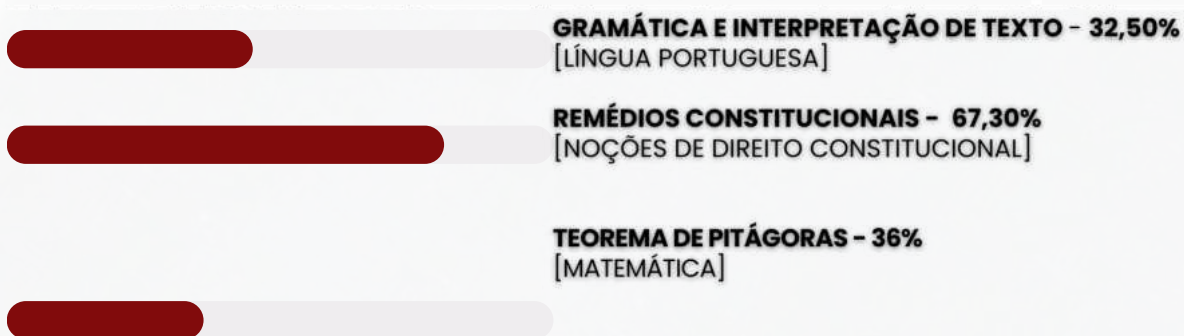 GRAMÁTICA E INTERPRETAÇÃO DE TEXTO - 32,50%
[LÍNGUA PORTUGUESA]
REMÉDIOS CONSTITUCIONAIS - 67,30%
[NOÇÕES DE DIREITO CONSTITUCIONAL]
TEOREMA DE PITÁGORAS - 36%
[MATEMÁTICA]